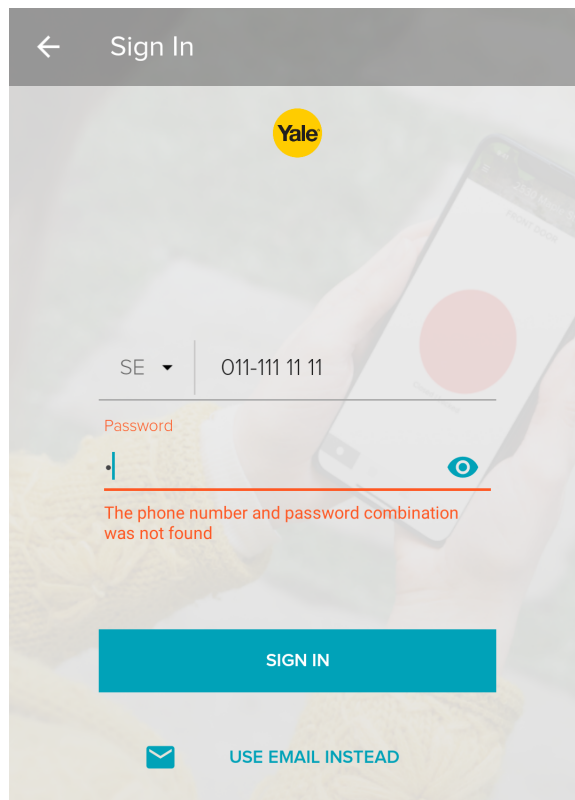 Sign In
Yale
SE
011-111 11 11
Password
The phone number and password combination
was not found
SIGN IN
USE EMAIL INSTEAD